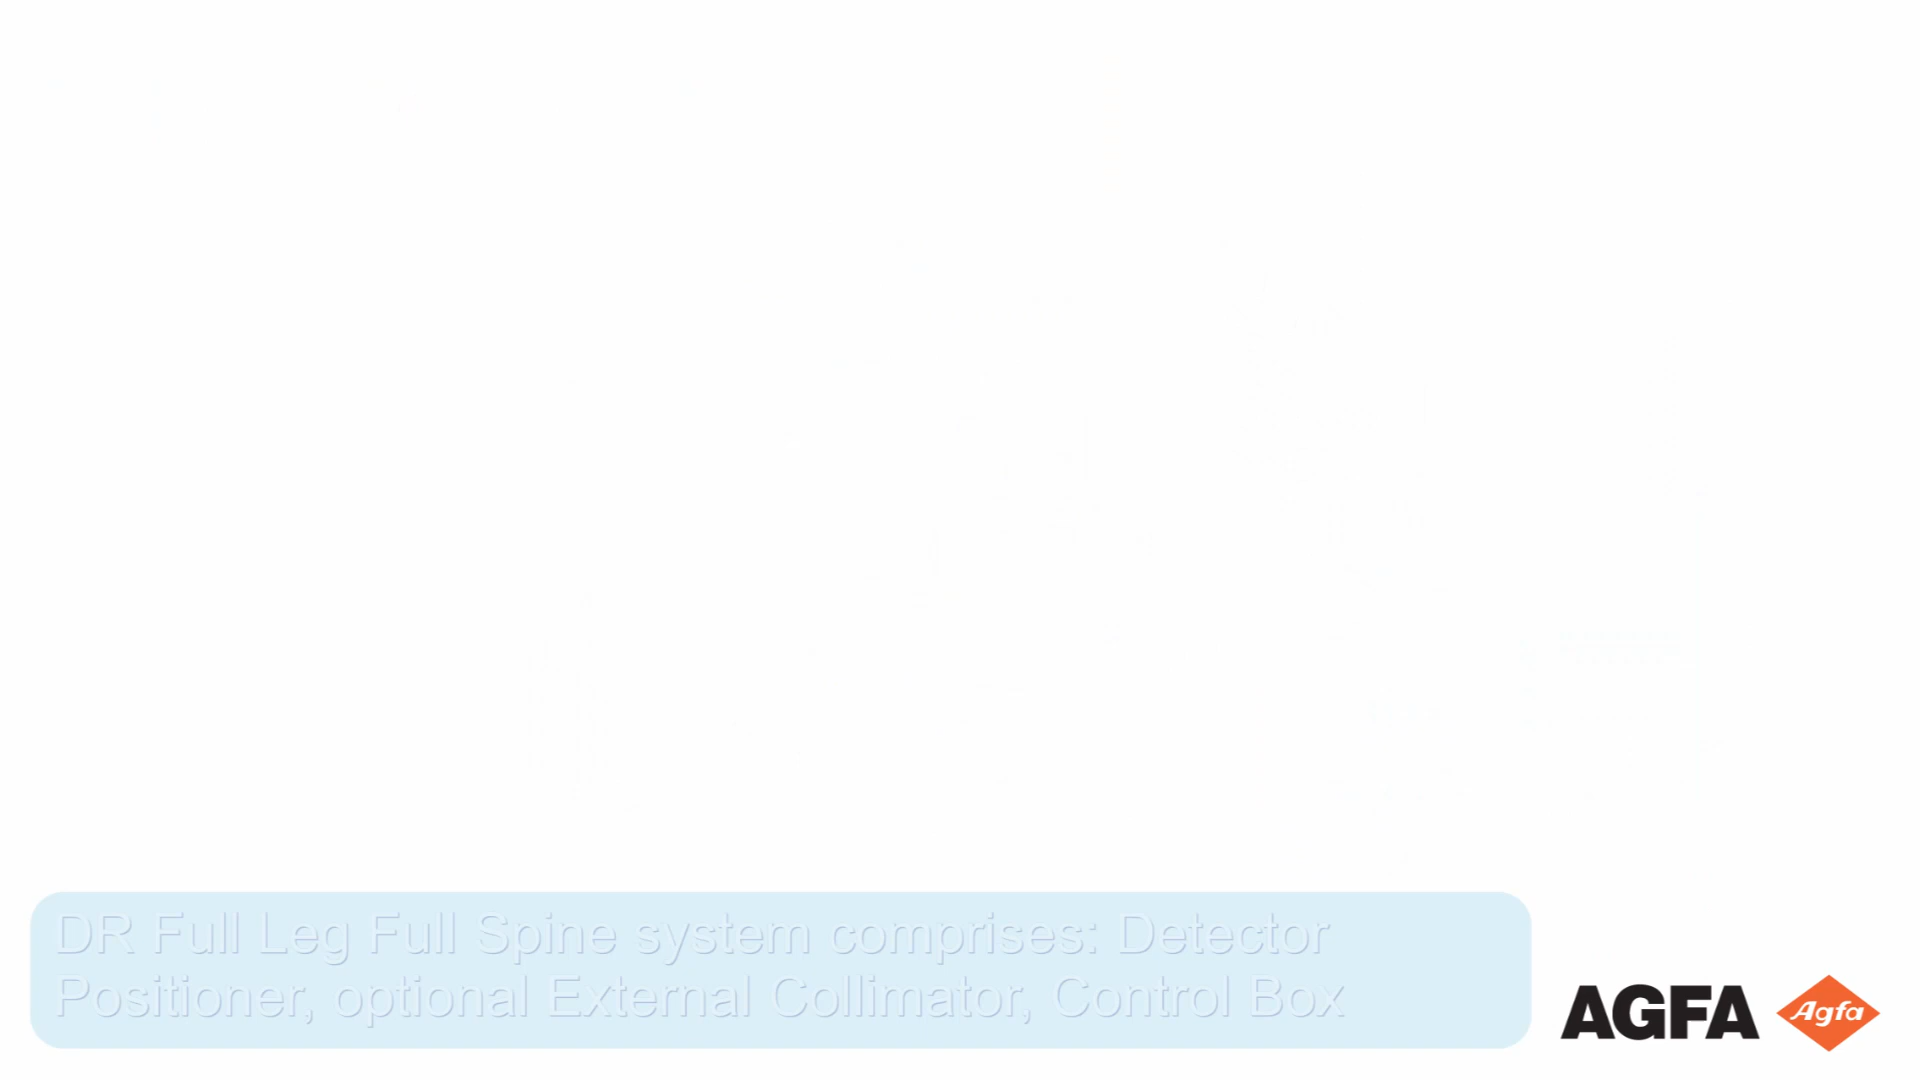 DR Full Leg Full Spine system comprises: Detector
Positioner, optional External Collimator, Control Box
AGFA Agfa